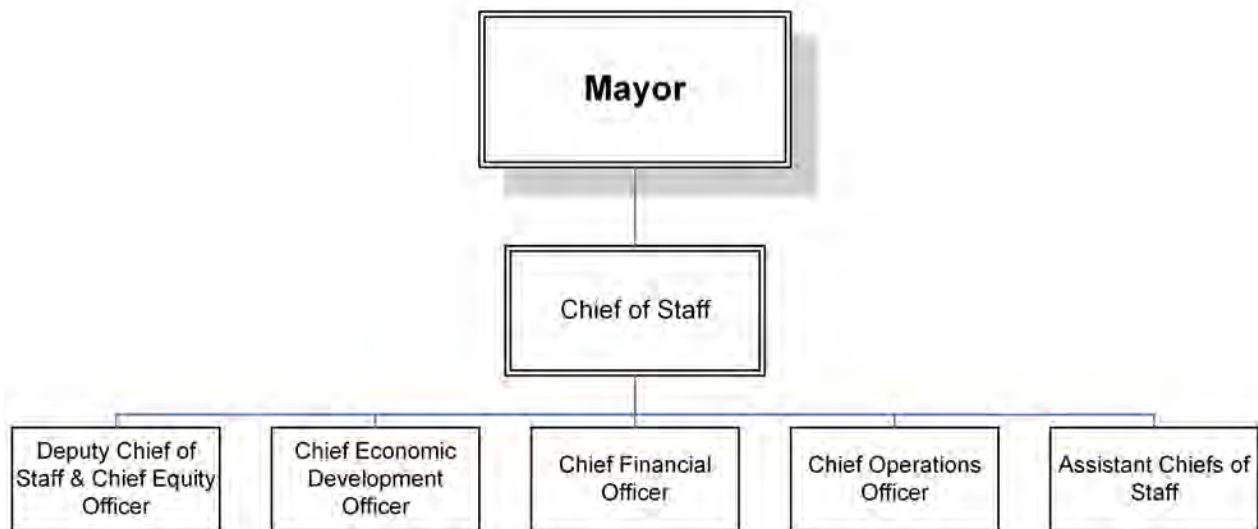 Mayor
Chief of Staff
Deputy Chief of
Staff & Chief Equity
Officer
Chief Economic
Development
Officer
Chief Financial
Officer
Chief Operations
Officer
Assistant Chiefs of
Staff